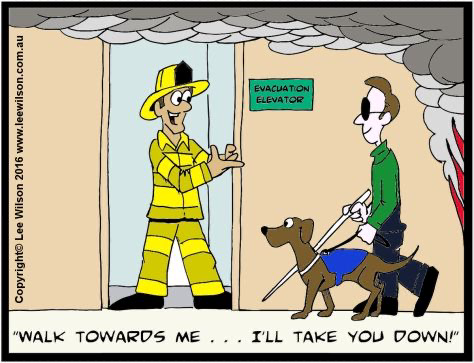 Copyright© Lee Wilson 2016 www.leewilson.com.au
EVACUATION
ELEVATOR
"WALK TOWARDS ME . . . I'LL TAKE YOU DOWN!"